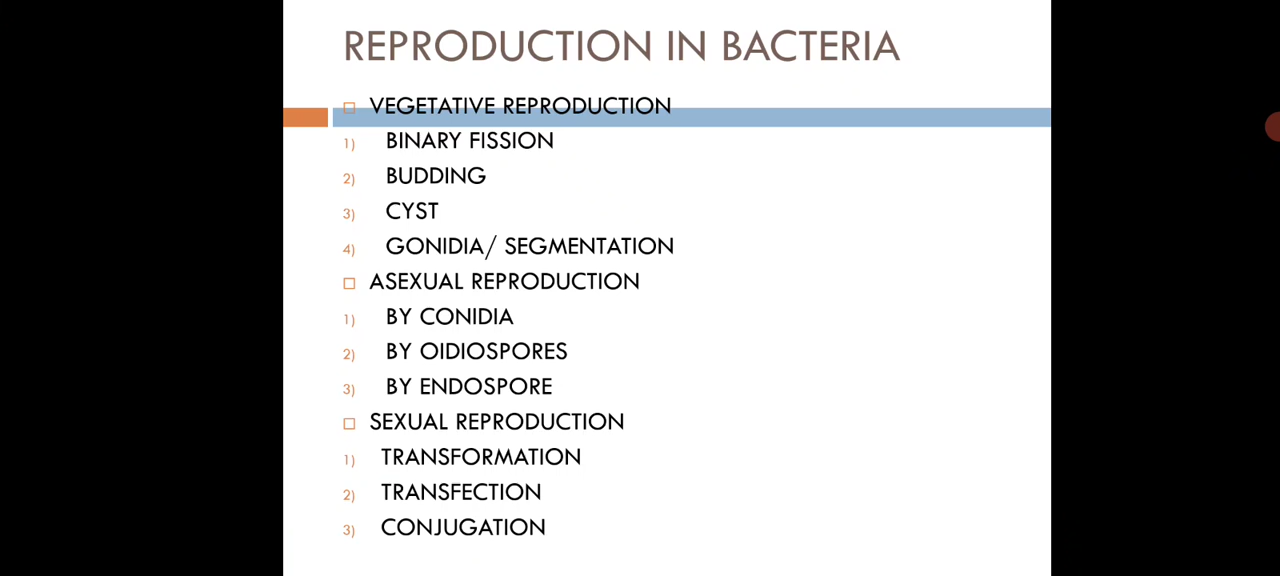 REPRODUCTION IN BACTERIA
□ VEGETATIVE REPRODUCTION
1) BINARY FISSION
2) BUDDING
3) CYST
4) GONIDIA/ SEGMENTATION
□ ASEXUAL REPRODUCTION
1) BY CONIDIA
2) BY OIDIOSPORES
3) BY ENDOSPORE
□ SEXUAL REPRODUCTION
1) TRANSFORMATION
2) TRANSFECTION
3) CONJUGATION